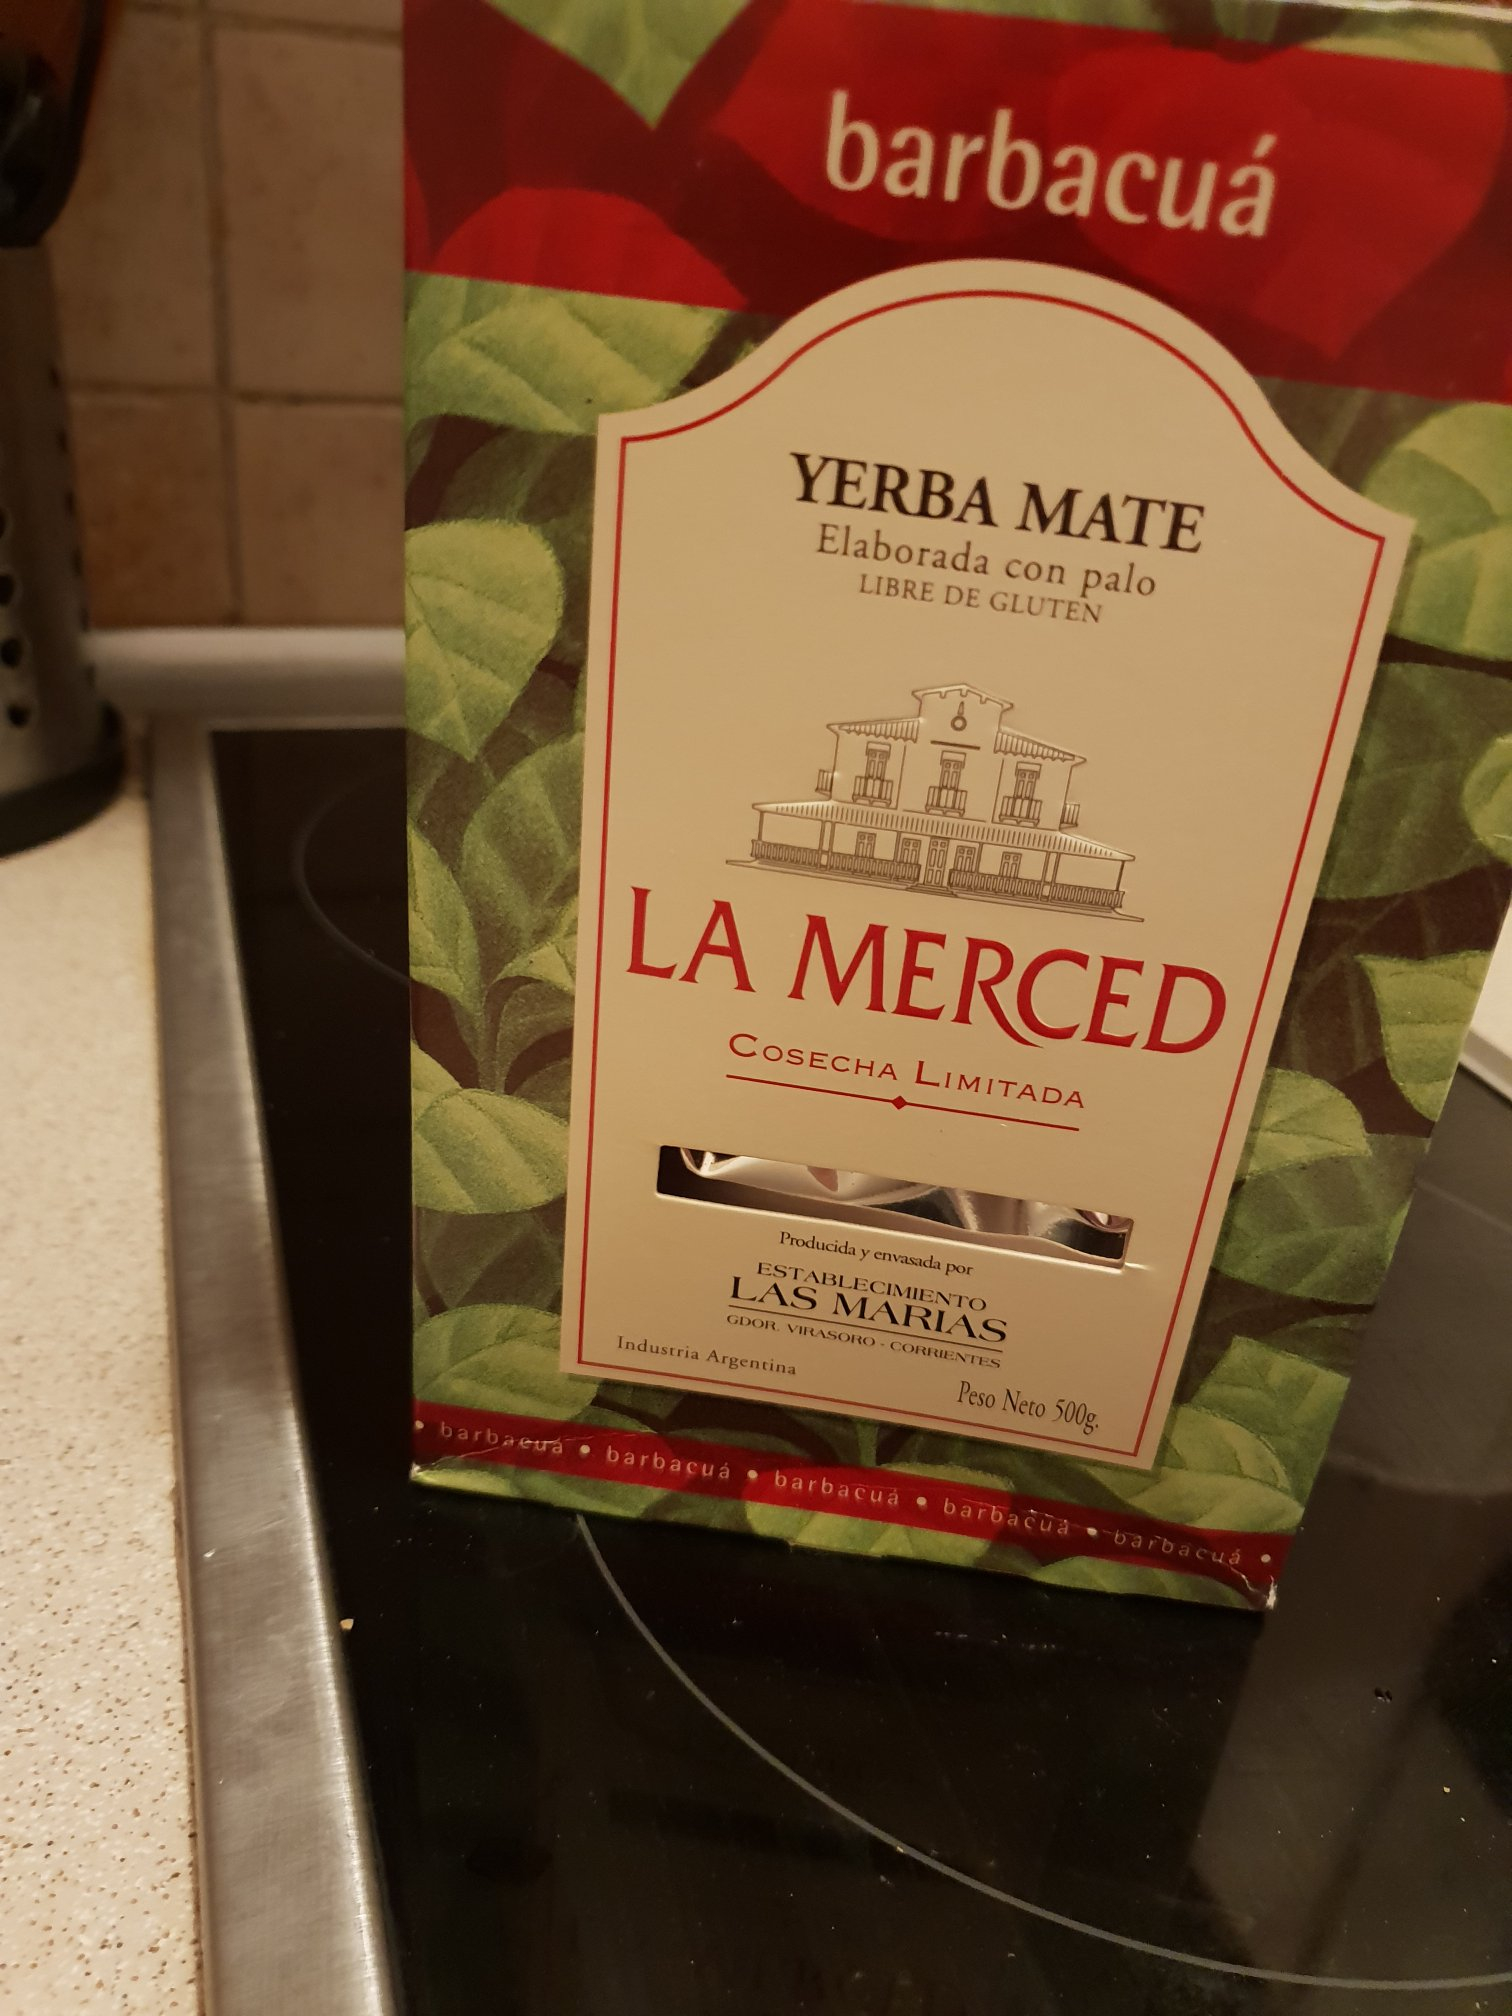 barbacuá
YERBA MATE
Elaborada con palo
LIBRE DE GLUTEN
LA MERCED
COSECHA LIMITADA
Producida y envasada por
ESTABLECIMIENTO
LAS MARIAS
GDOR. VIRASORO - CORRIENTES
Industria Argentina
Peso Neto 500g.
• barbacuá • barbacuá • barbacuá • barbacuá • barbacuá •